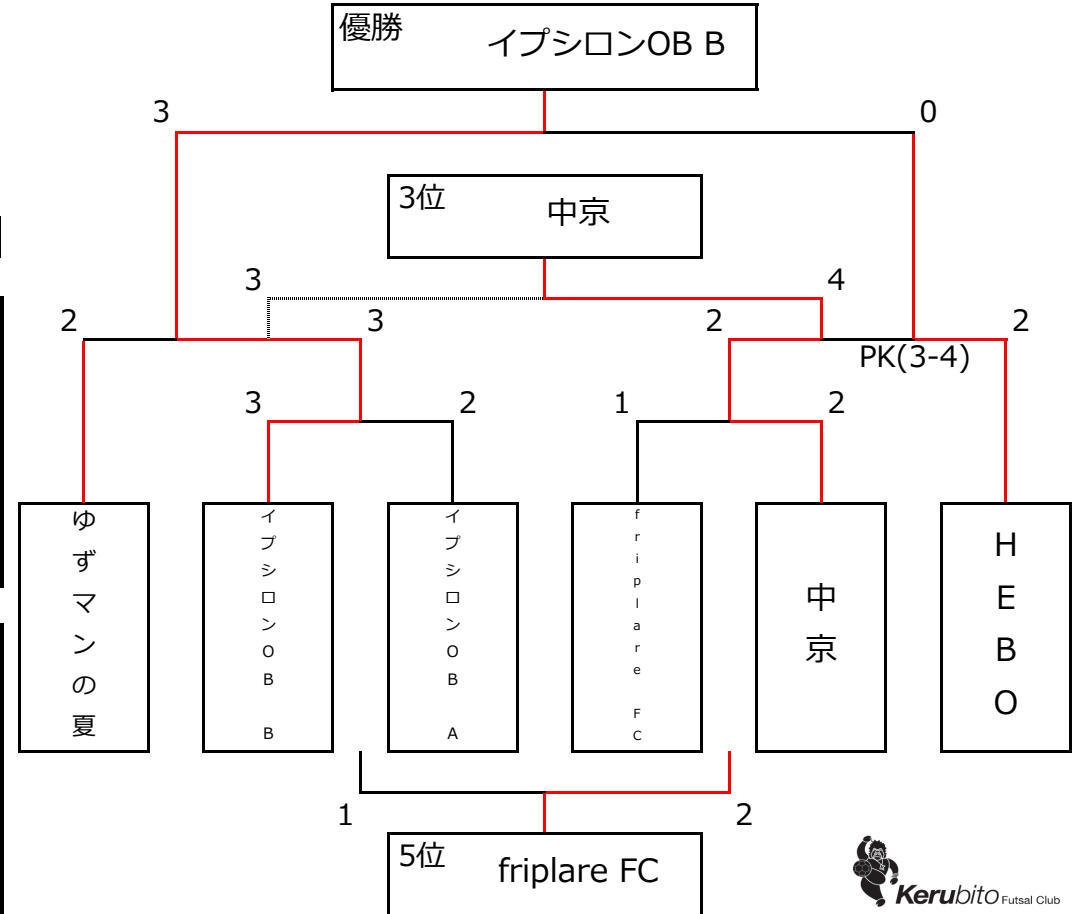 優勝
イプシロンOB B
3
0
3位
中京
3
4
2
3
2
2
PK(3-4)
3
2
1
2
ゆずマンの夏
イプシロンOB B
イプシロンOB A
friplare FC
中京
HEBO
1
2
5位
friplare FC
Kerubito Futsal Club